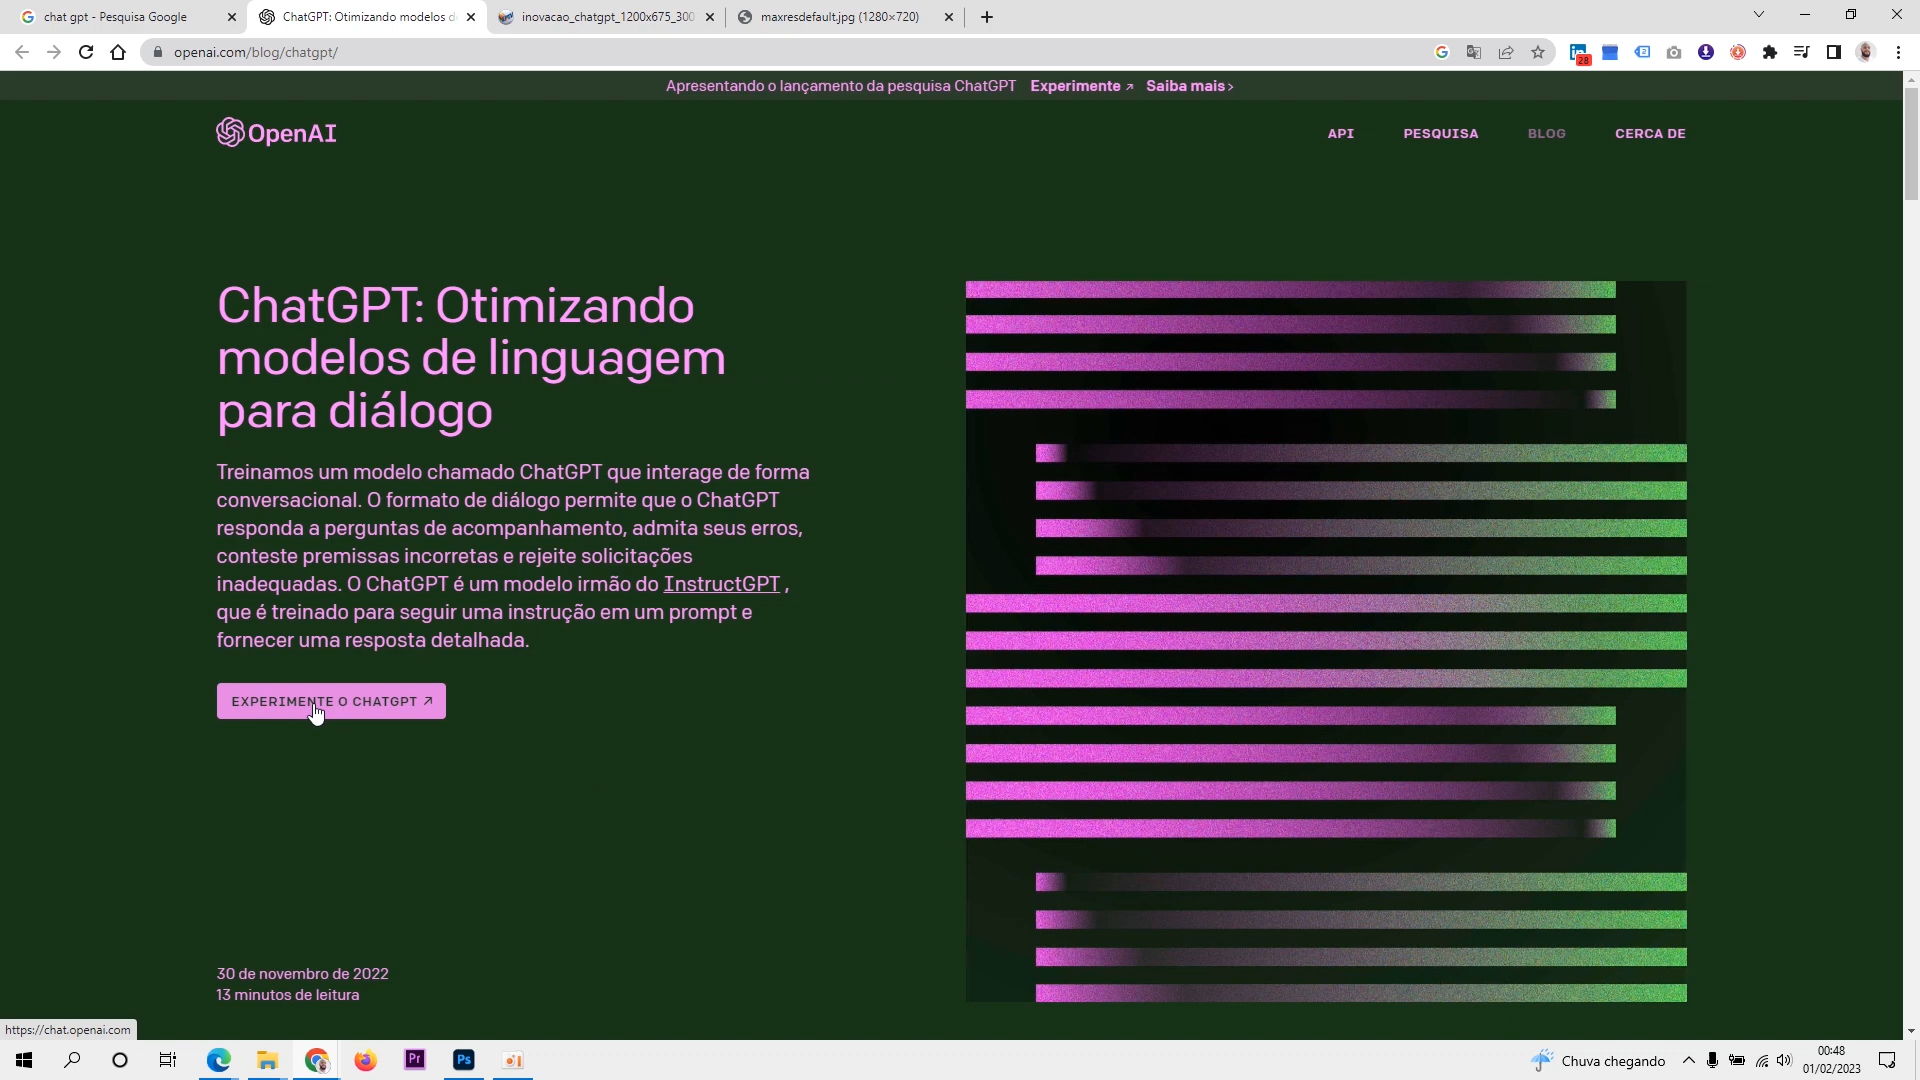 chat gpt - Pesquisa Google
ChatGPT: Otimizando modelos de
inovacao_chatgpt_1200x675_300
maxresdefault.jpg (1280×720)
openai.com/blog/chatgpt/
28
Apresentando o lançamento da pesquisa ChatGPT Experimente ↗ Saiba mais ›
OpenAI
API PESQUISA BLOG CERCA DE
ChatGPT: Otimizando
modelos de linguagem
para diálogo
Treinamos um modelo chamado ChatGPT que interage de forma
conversacional. O formato de diálogo permite que o ChatGPT
responda a perguntas de acompanhamento, admita seus erros,
conteste premissas incorretas e rejeite solicitações
inadequadas. O ChatGPT é um modelo irmão do InstructGPT ,
que é treinado para seguir uma instrução em um prompt e
fornecer uma resposta detalhada.
EXPERIMENTE O CHATGPT ↗
30 de novembro de 2022
13 minutos de leitura
https://chat.openai.com
Pr
Ps
Chuva chegando
00:48
01/02/2023